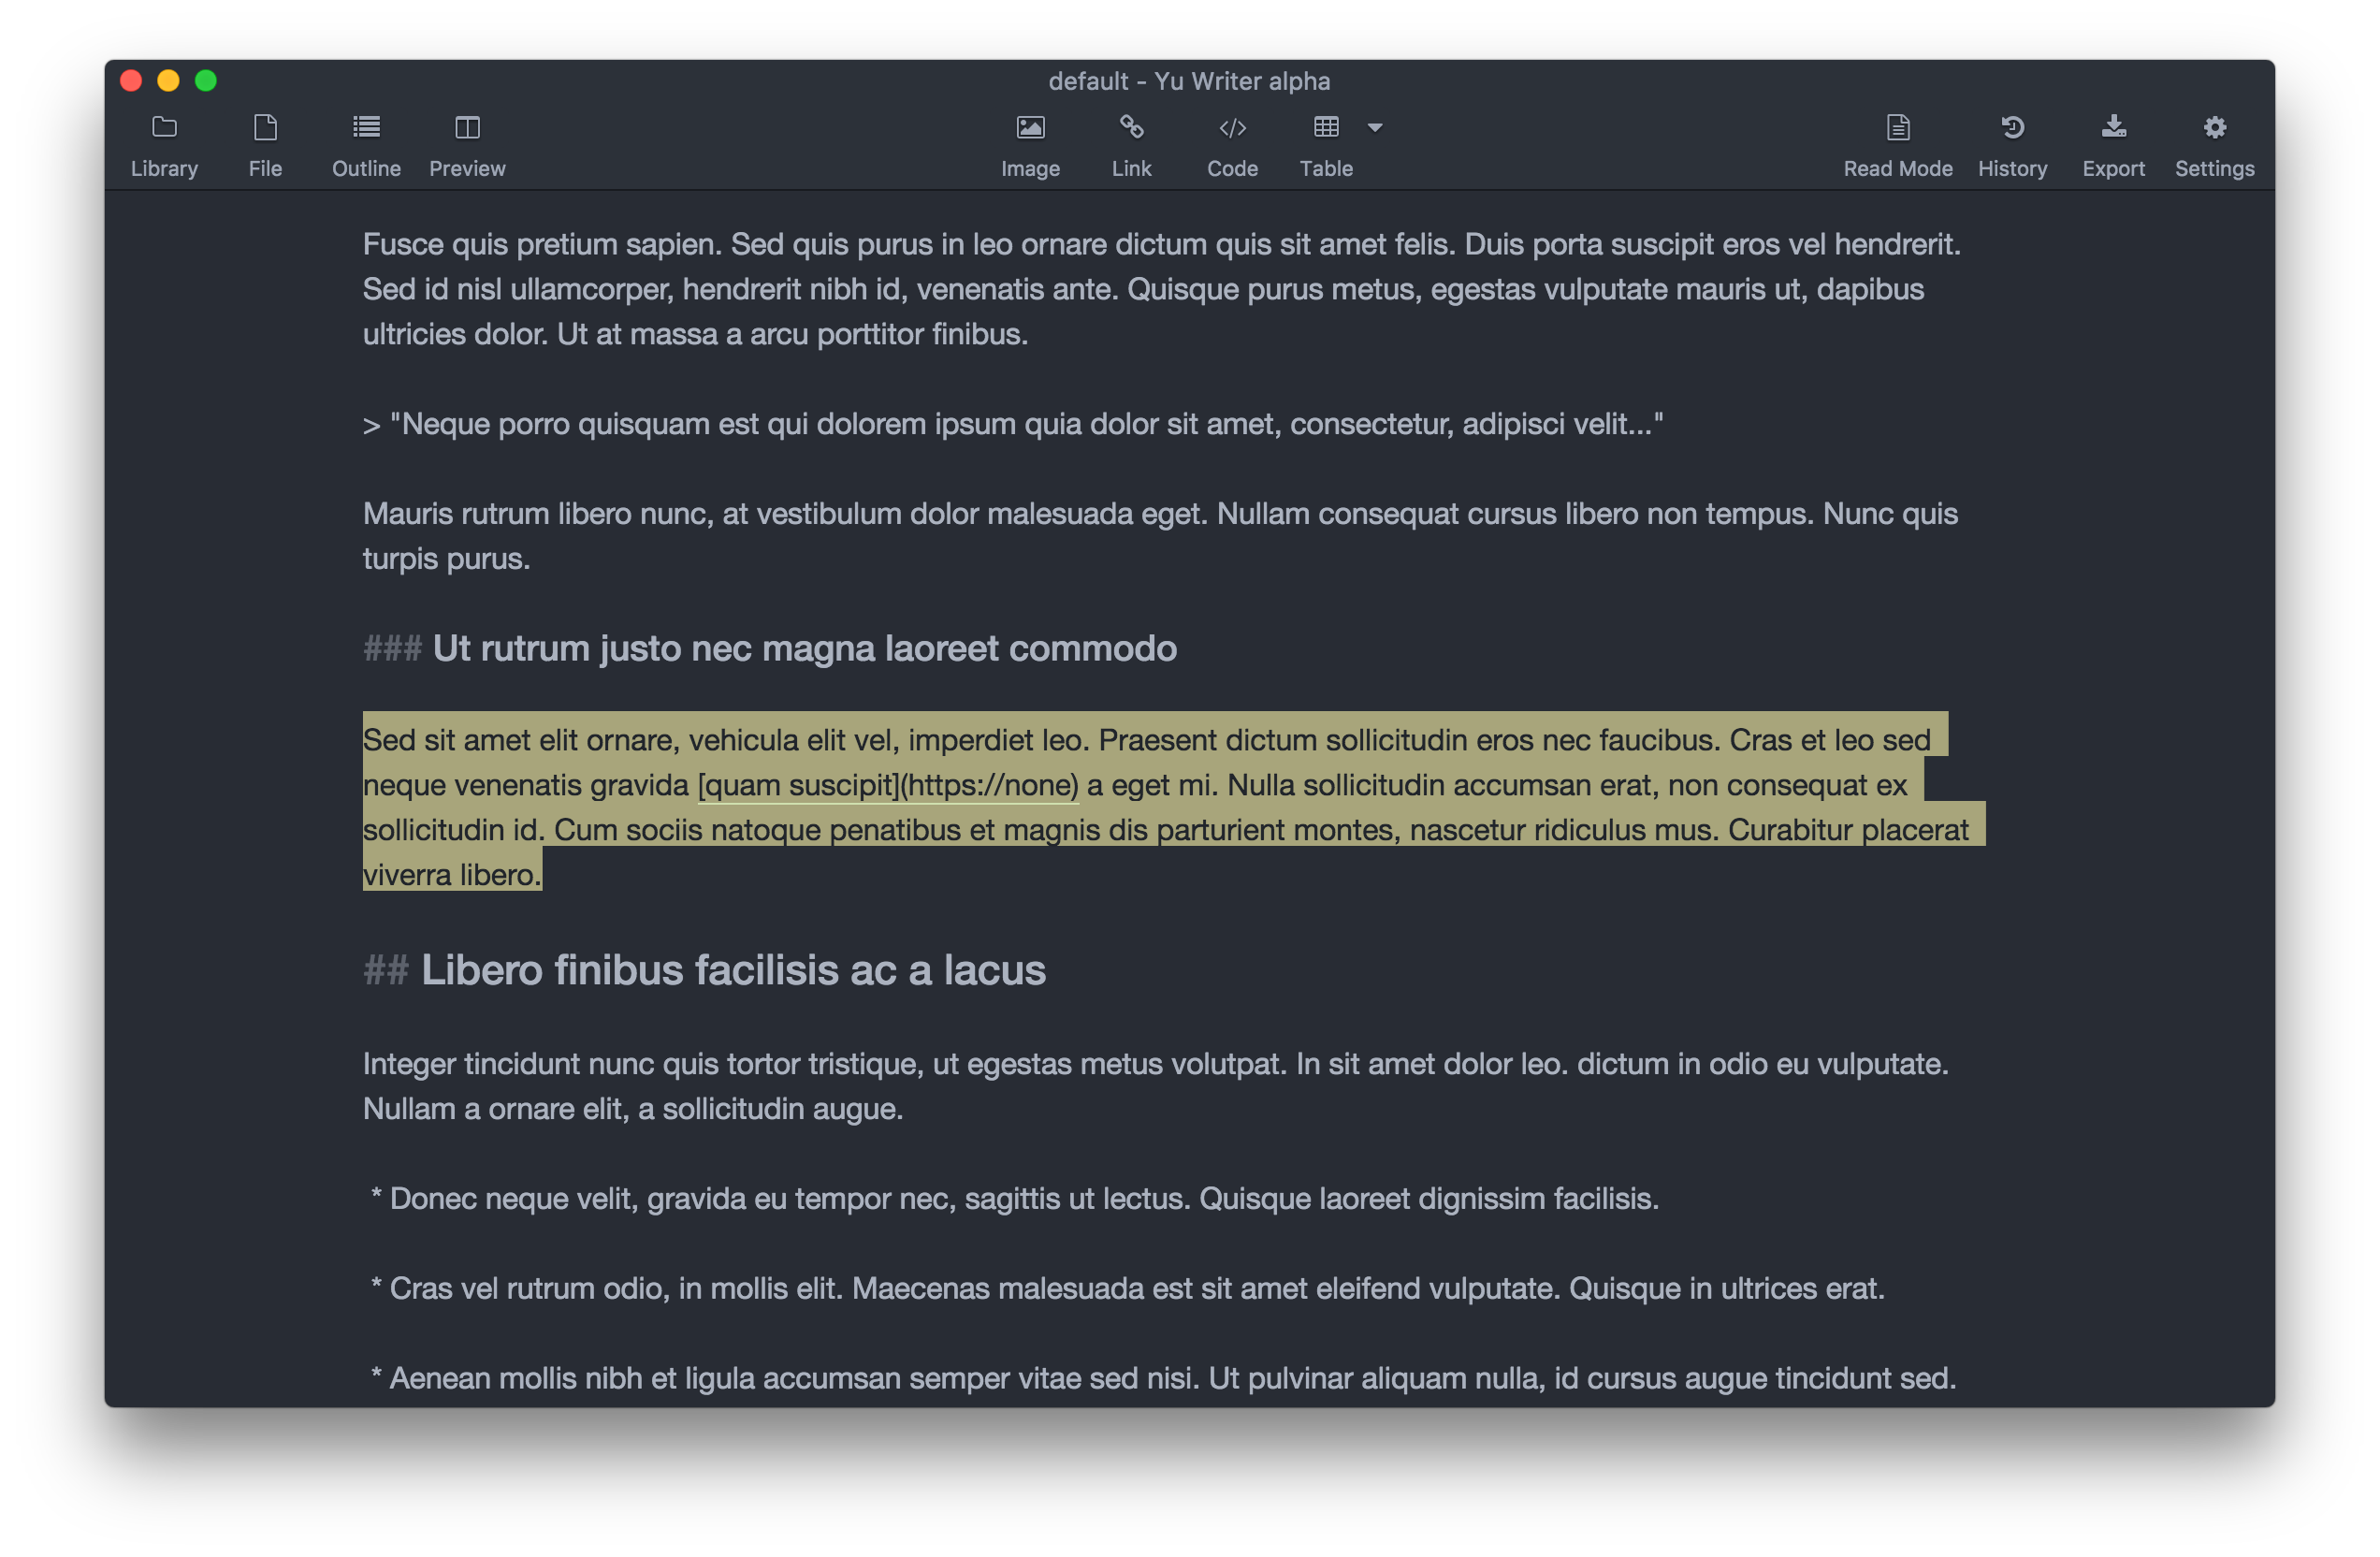 default - Yu Writer alpha
Library File Outline Preview Image Link Code Table Read Mode History Export Settings
Fusce quis pretium sapien. Sed quis purus in leo ornare dictum quis sit amet felis. Duis porta suscipit eros vel hendrerit.
Sed id nisl ullamcorper, hendrerit nibh id, venenatis ante. Quisque purus metus, egestas vulputate mauris ut, dapibus
ultricies dolor. Ut at massa a arcu porttitor finibus.
> "Neque porro quisquam est qui dolorem ipsum quia dolor sit amet, consectetur, adipisci velit..."
Mauris rutrum libero nunc, at vestibulum dolor malesuada eget. Nullam consequat cursus libero non tempus. Nunc quis
turpis purus.
### Ut rutrum justo nec magna laoreet commodo
Sed sit amet elit ornare, vehicula elit vel, imperdiet leo. Praesent dictum sollicitudin eros nec faucibus. Cras et leo sed
neque venenatis gravida [quam suscipit](https://none) a eget mi. Nulla sollicitudin accumsan erat, non consequat ex
sollicitudin id. Cum sociis natoque penatibus et magnis dis parturient montes, nascetur ridiculus mus. Curabitur placerat
viverra libero.
## Libero finibus facilisis ac a lacus
Integer tincidunt nunc quis tortor tristique, ut egestas metus volutpat. In sit amet dolor leo. dictum in odio eu vulputate.
Nullam a ornare elit, a sollicitudin augue.
* Donec neque velit, gravida eu tempor nec, sagittis ut lectus. Quisque laoreet dignissim facilisis.
* Cras vel rutrum odio, in mollis elit. Maecenas malesuada est sit amet eleifend vulputate. Quisque in ultrices erat.
* Aenean mollis nibh et ligula accumsan semper vitae sed nisi. Ut pulvinar aliquam nulla, id cursus augue tincidunt sed.